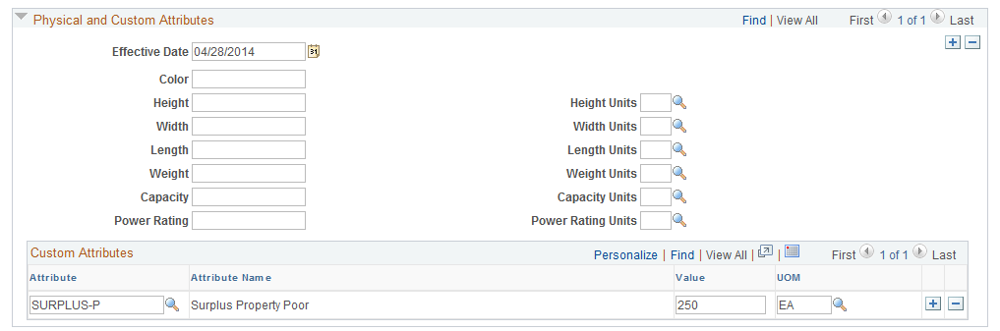 Physical and Custom Attributes Find | View All First 1 of 1 Last
Effective Date 04/28/2014 31
Color
Height Height Units
Width Width Units
Length Length Units
Weight Weight Units
Capacity Capacity Units
Power Rating Power Rating Units
Custom Attributes Personalize | Find | View All | | First 1 of 1 Last
Attribute Attribute Name Value UOM
SURPLUS-P Surplus Property Poor 250 EA